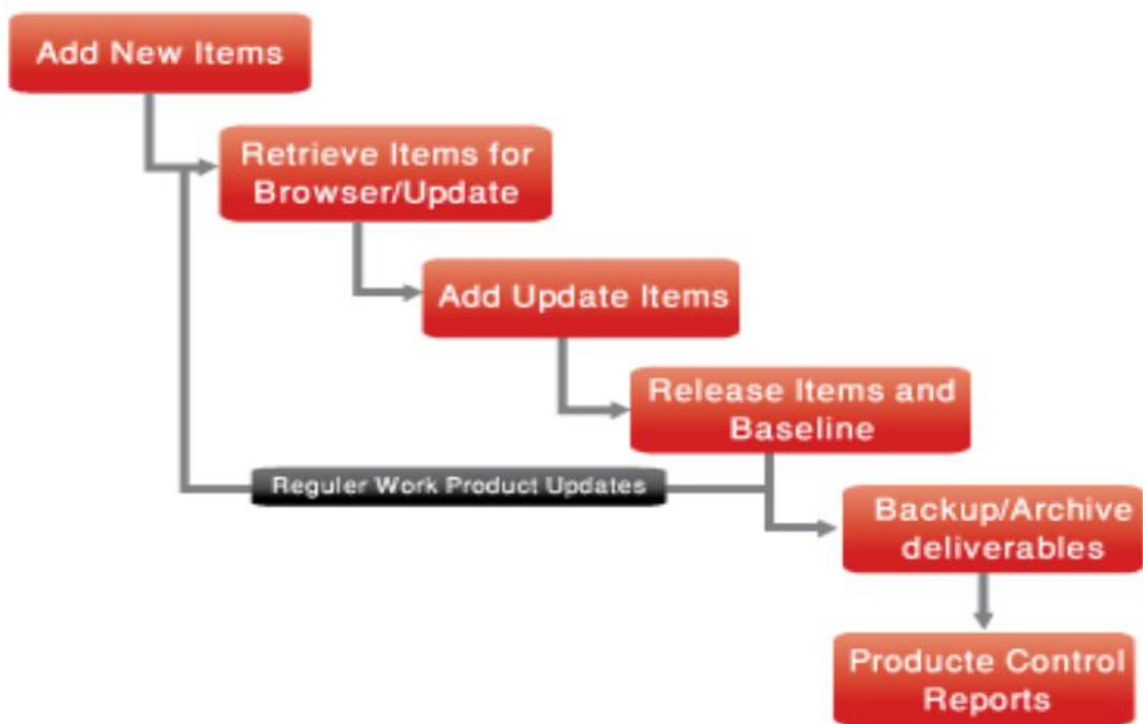 Add New Items
Retrieve Items for
Browser/Update
Add Update Items
Release Items and
Baseline
Reguler Work Product Updates
Backup/Archive
deliverables
Producte Control
Reports